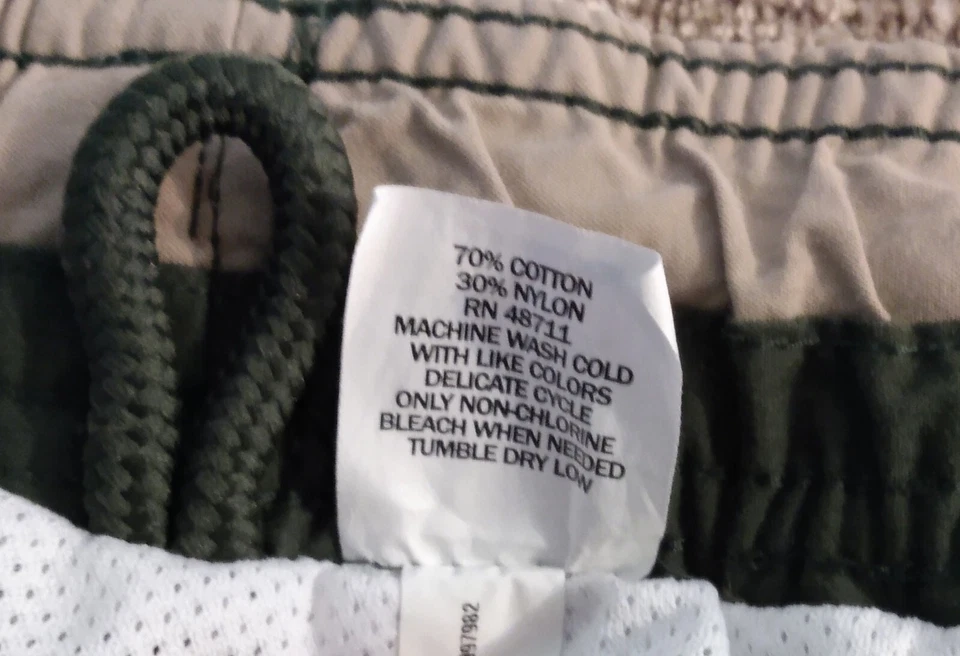 70% COTTON
30% NYLON
RN 48711
MACHINE WASH COLD
WITH LIKE COLORS
DELICATE CYCLE
ONLY NON-CHLORINE
BLEACH WHEN NEEDED
TUMBLE DRY LOW
97982